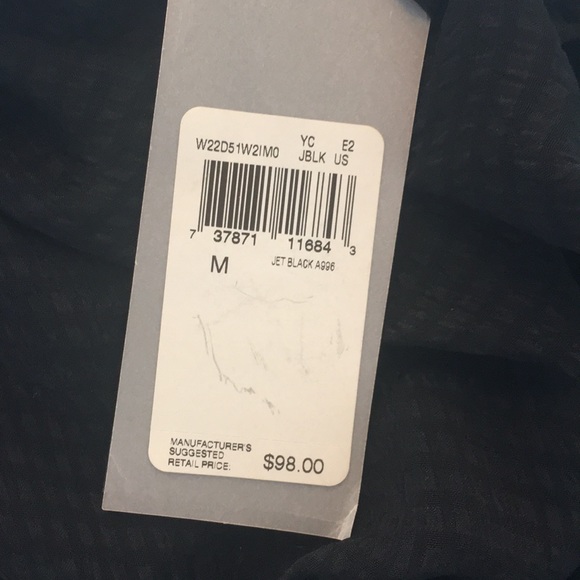 W22D51W2IM0 YC E2
JBLK US
7 37871 11684 3
M JET BLACK A996
MANUFACTURER'S
SUGGESTED
RETAIL PRICE: $98.00